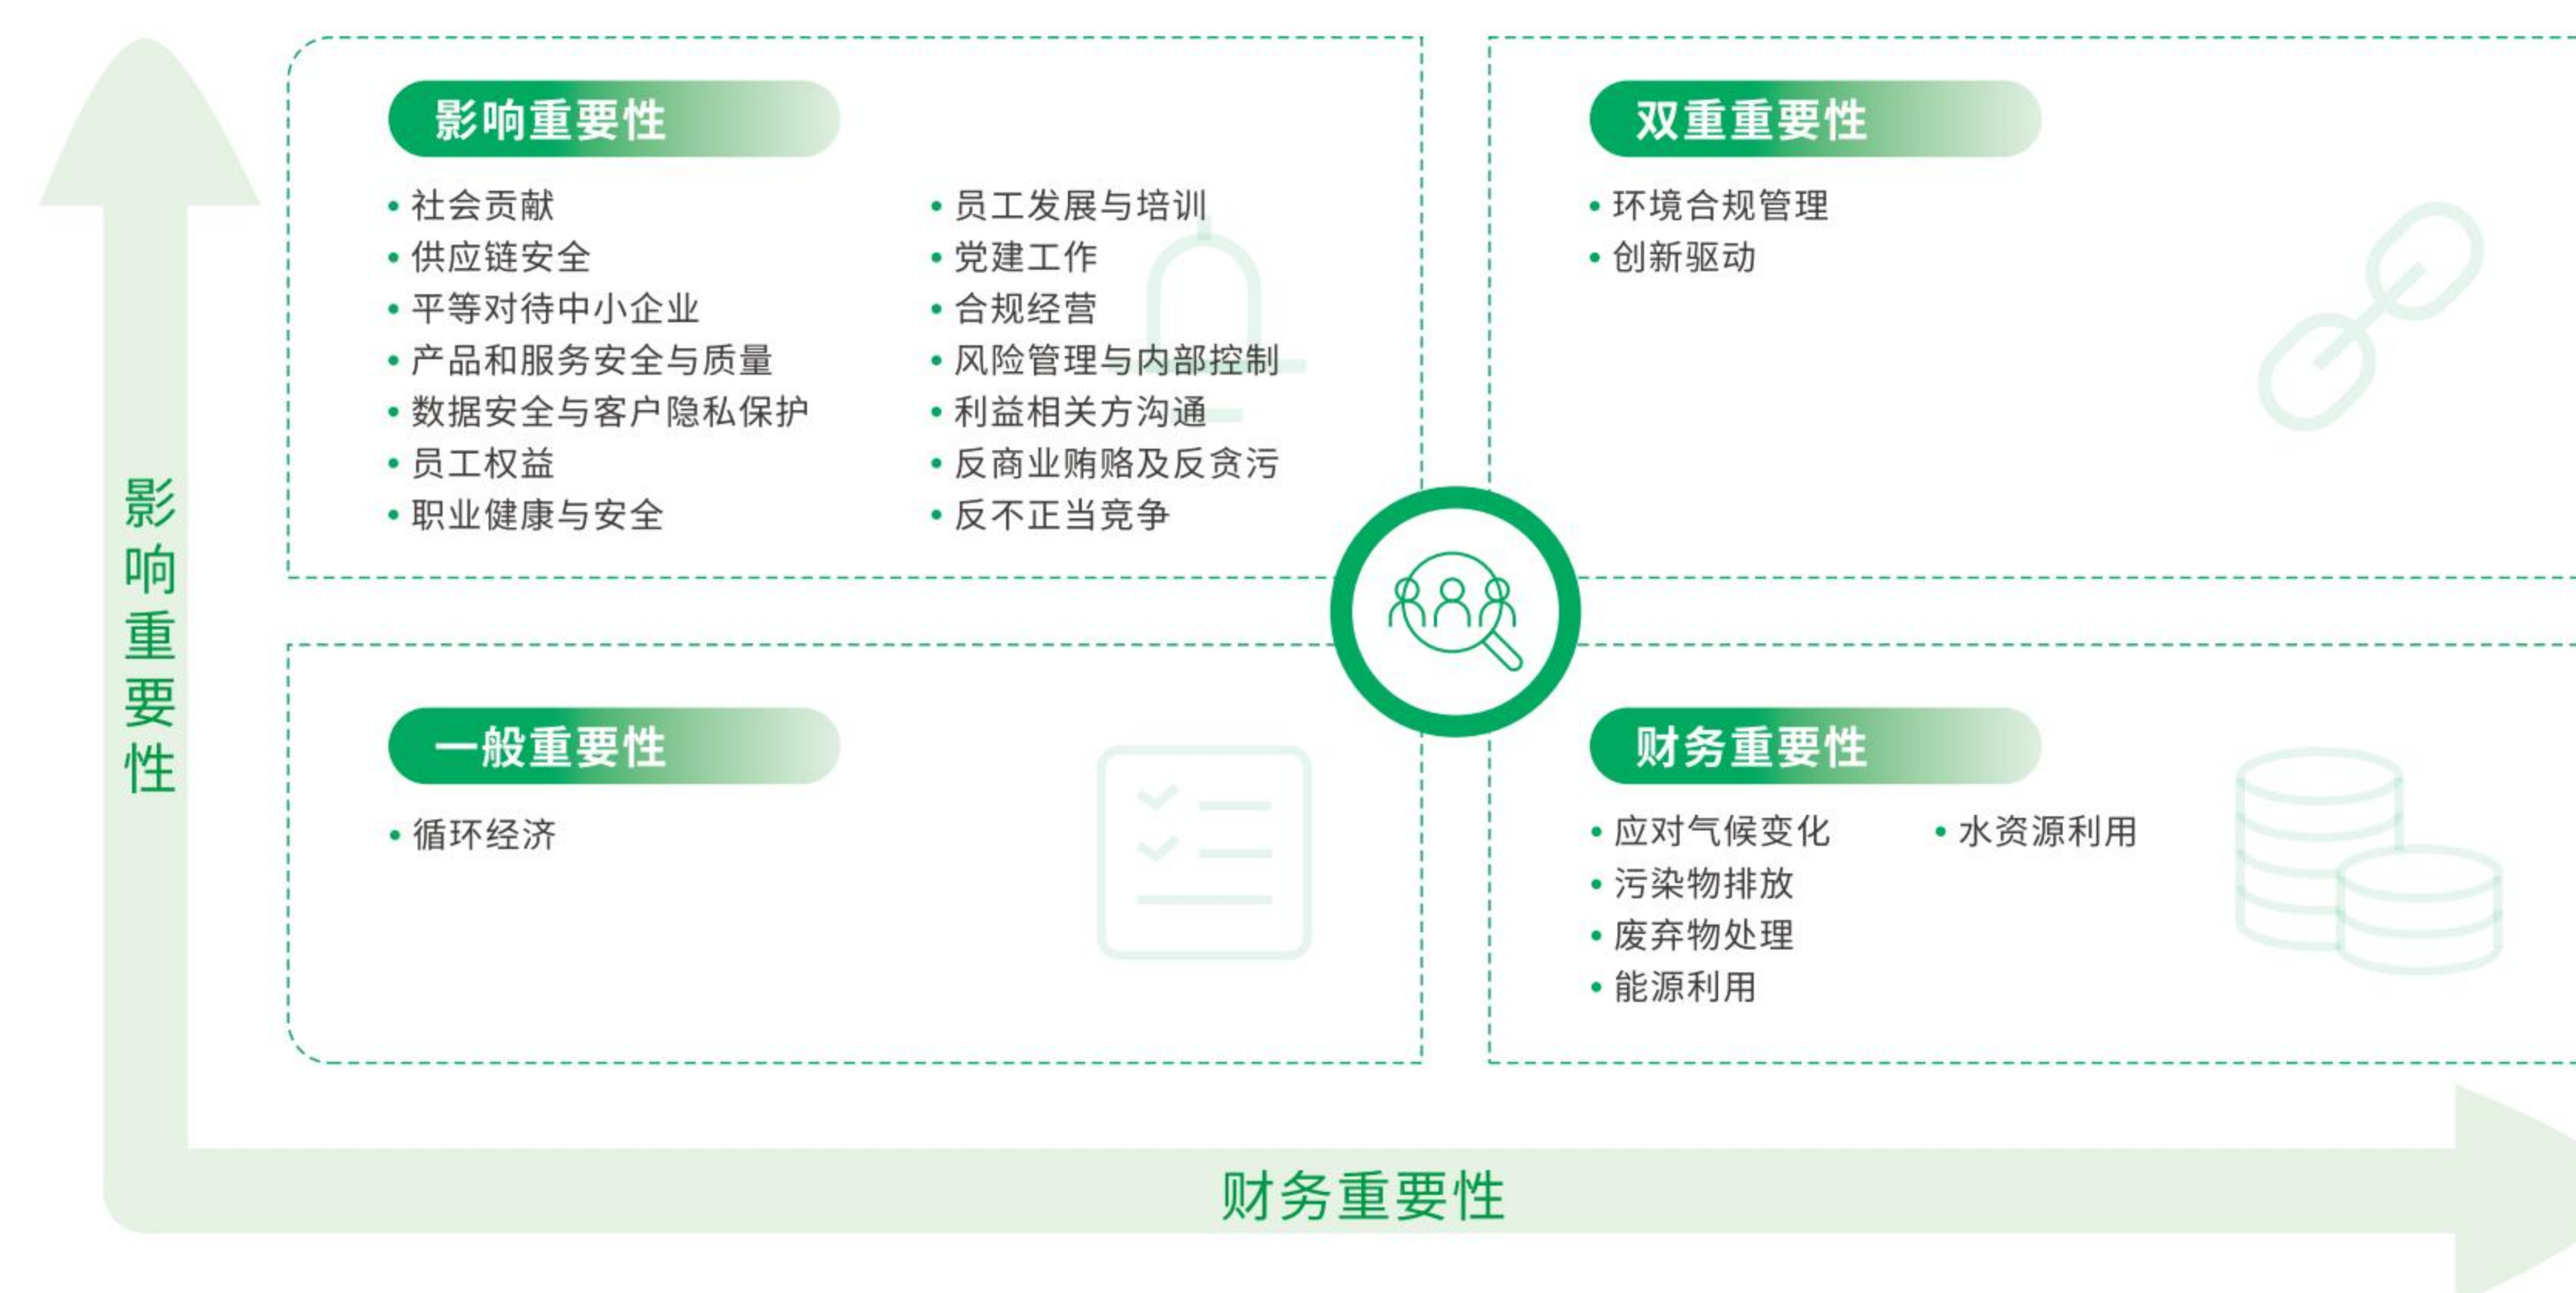 影响重要性
影响重要性
• 社会贡献
• 供应链安全
• 平等对待中小企业
• 产品和服务安全与质量
• 数据安全与客户隐私保护
• 员工权益
• 职业健康与安全
• 员工发展与培训
• 党建工作
• 合规经营
• 风险管理与内部控制
• 利益相关方沟通
• 反商业贿赂及反贪污
• 反不正当竞争
双重重要性
• 环境合规管理
• 创新驱动
一般重要性
• 循环经济
财务重要性
• 应对气候变化
• 污染物排放
• 废弃物处理
• 能源利用
• 水资源利用
财务重要性